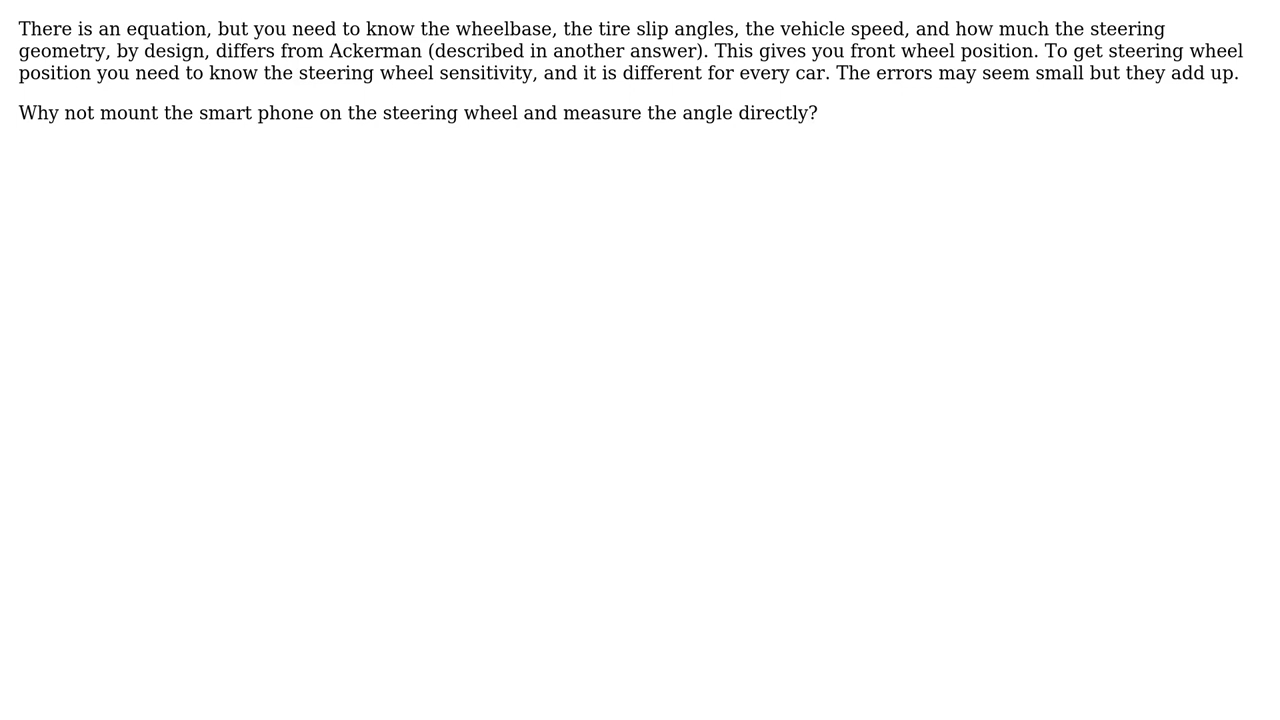 There is an equation, but you need to know the wheelbase, the tire slip angles, the vehicle speed, and how much the steering
geometry, by design, differs from Ackerman (described in another answer). This gives you front wheel position. To get steering wheel
position you need to know the steering wheel sensitivity, and it is different for every car. The errors may seem small but they add up.
Why not mount the smart phone on the steering wheel and measure the angle directly?